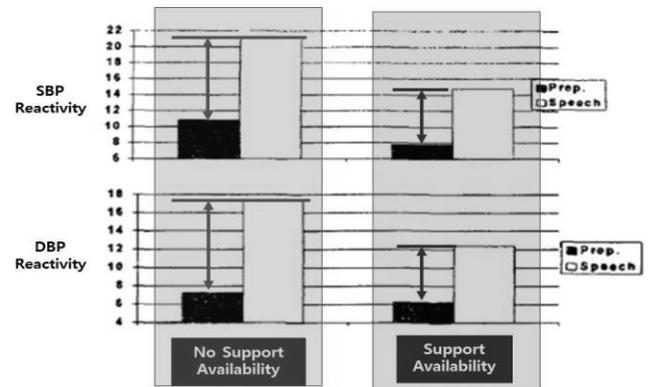 22
20
18
16
14
12
10
8
6
SBP
Reactivity
Prep.
Speech
18
16
14
12
10
8
6
4
DBP
Reactivity
Prep.
Speech
No Support
Availability
Support
Availability